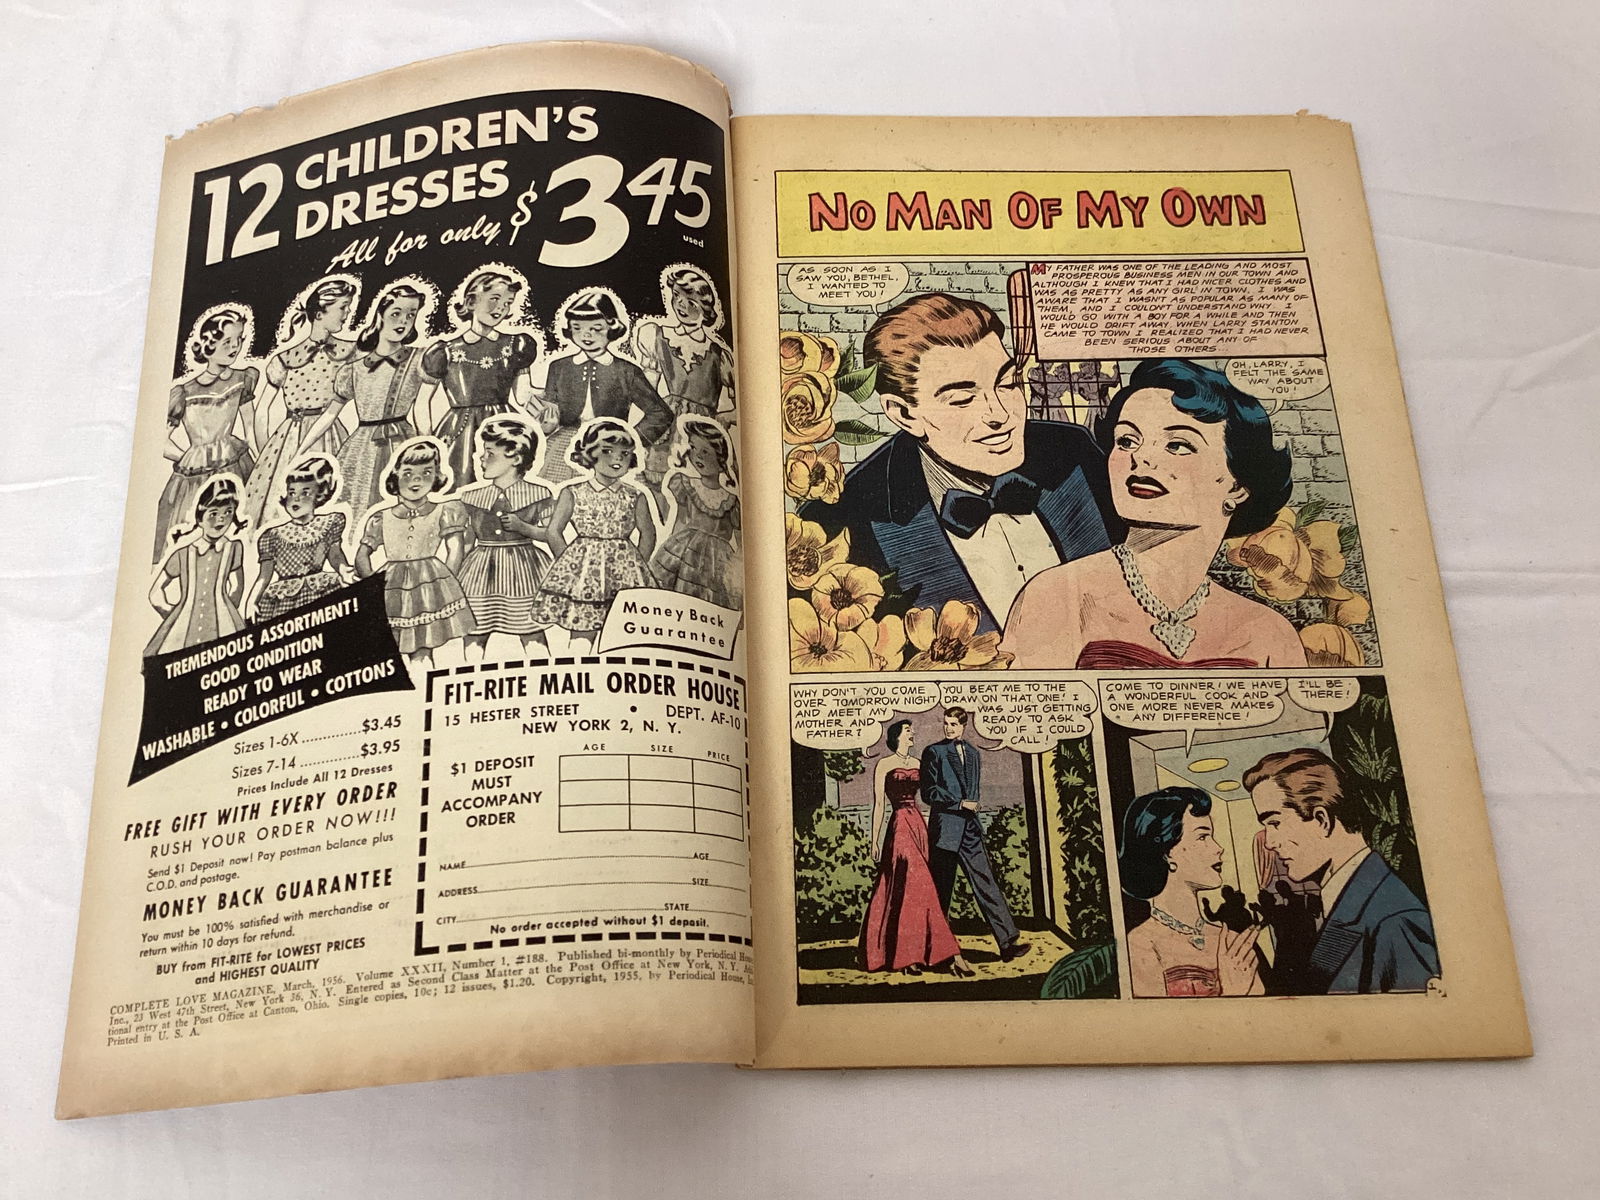 12 CHILDREN'S
DRESSES
All for only $3.45
used
Money Back
Guarantee
TREMENDOUS ASSORTMENT!
GOOD CONDITION
READY TO WEAR
WASHABLE • COLORFUL • COTTONS
Sizes 1-6X ............. $3.45
Sizes 7-14 ............. $3.95
Prices Include All 12 Dresses
FREE GIFT WITH EVERY ORDER
RUSH YOUR ORDER NOW!!!
Send $1 Deposit now! Pay postman balance plus
C.O.D. and postage.
MONEY BACK GUARANTEE
You must be 100% satisfied with merchandise or
return within 10 days for refund.
BUY from FIT-RITE for LOWEST PRICES
and HIGHEST QUALITY
FIT-RITE MAIL ORDER HOUSE
15 HESTER STREET • DEPT. AF-10
NEW YORK 2, N. Y.
AGE SIZE PRICE
$1 DEPOSIT
MUST
ACCOMPANY
ORDER
NAME AGE
ADDRESS SIZE
CITY STATE
No order accepted without $1 deposit.
COMPLETE LOVE MAGAZINE, March, 1956. Volume XXXII, Number 1, #188. Published bi-monthly by Periodical
Inc., 23 West 47th Street, New York 36, N. Y. Entered as Second Class Matter at the Post Office at New York, N. Y.
tional entry at the Post Office at Canton, Ohio. Single copies, 10c; 12 issues, $1.20. Copyright, 1955, by Periodical House,
Printed in U. S. A.
NO MAN OF MY OWN
AS SOON AS I
SAW YOU, BETHEL,
I WANTED TO
MEET YOU!
MY FATHER WAS ONE OF THE LEADING AND MOST
PROSPEROUS BUSINESS MEN IN OUR TOWN AND
ALTHOUGH I KNEW THAT I HAD NICER CLOTHES AND
WAS AS PRETTY AS ANY GIRL IN TOWN, I WAS
AWARE THAT I WASN'T AS POPULAR AS MANY OF
THEM, AND I COULDN'T UNDERSTAND WHY. I
WOULD GO WITH A BOY FOR A WHILE AND THEN
HE WOULD DRIFT AWAY. WHEN LARRY STANTON
CAME TO TOWN I REALIZED THAT I HAD NEVER
BEEN SERIOUS ABOUT ANY OF
THOSE OTHERS...
OH, LARRY, I
FELT THE SAME
WAY ABOUT
YOU!
WHY DON'T YOU COME
OVER TOMORROW NIGHT
AND MEET MY
MOTHER AND
FATHER?
YOU BEAT ME TO THE
DRAW ON THAT ONE! I
WAS JUST GETTING
READY TO ASK
YOU IF I COULD
CALL!
COME TO DINNER! WE HAVE
A WONDERFUL COOK AND
ONE MORE NEVER MAKES
ANY DIFFERENCE!
I'LL BE
THERE!
1.